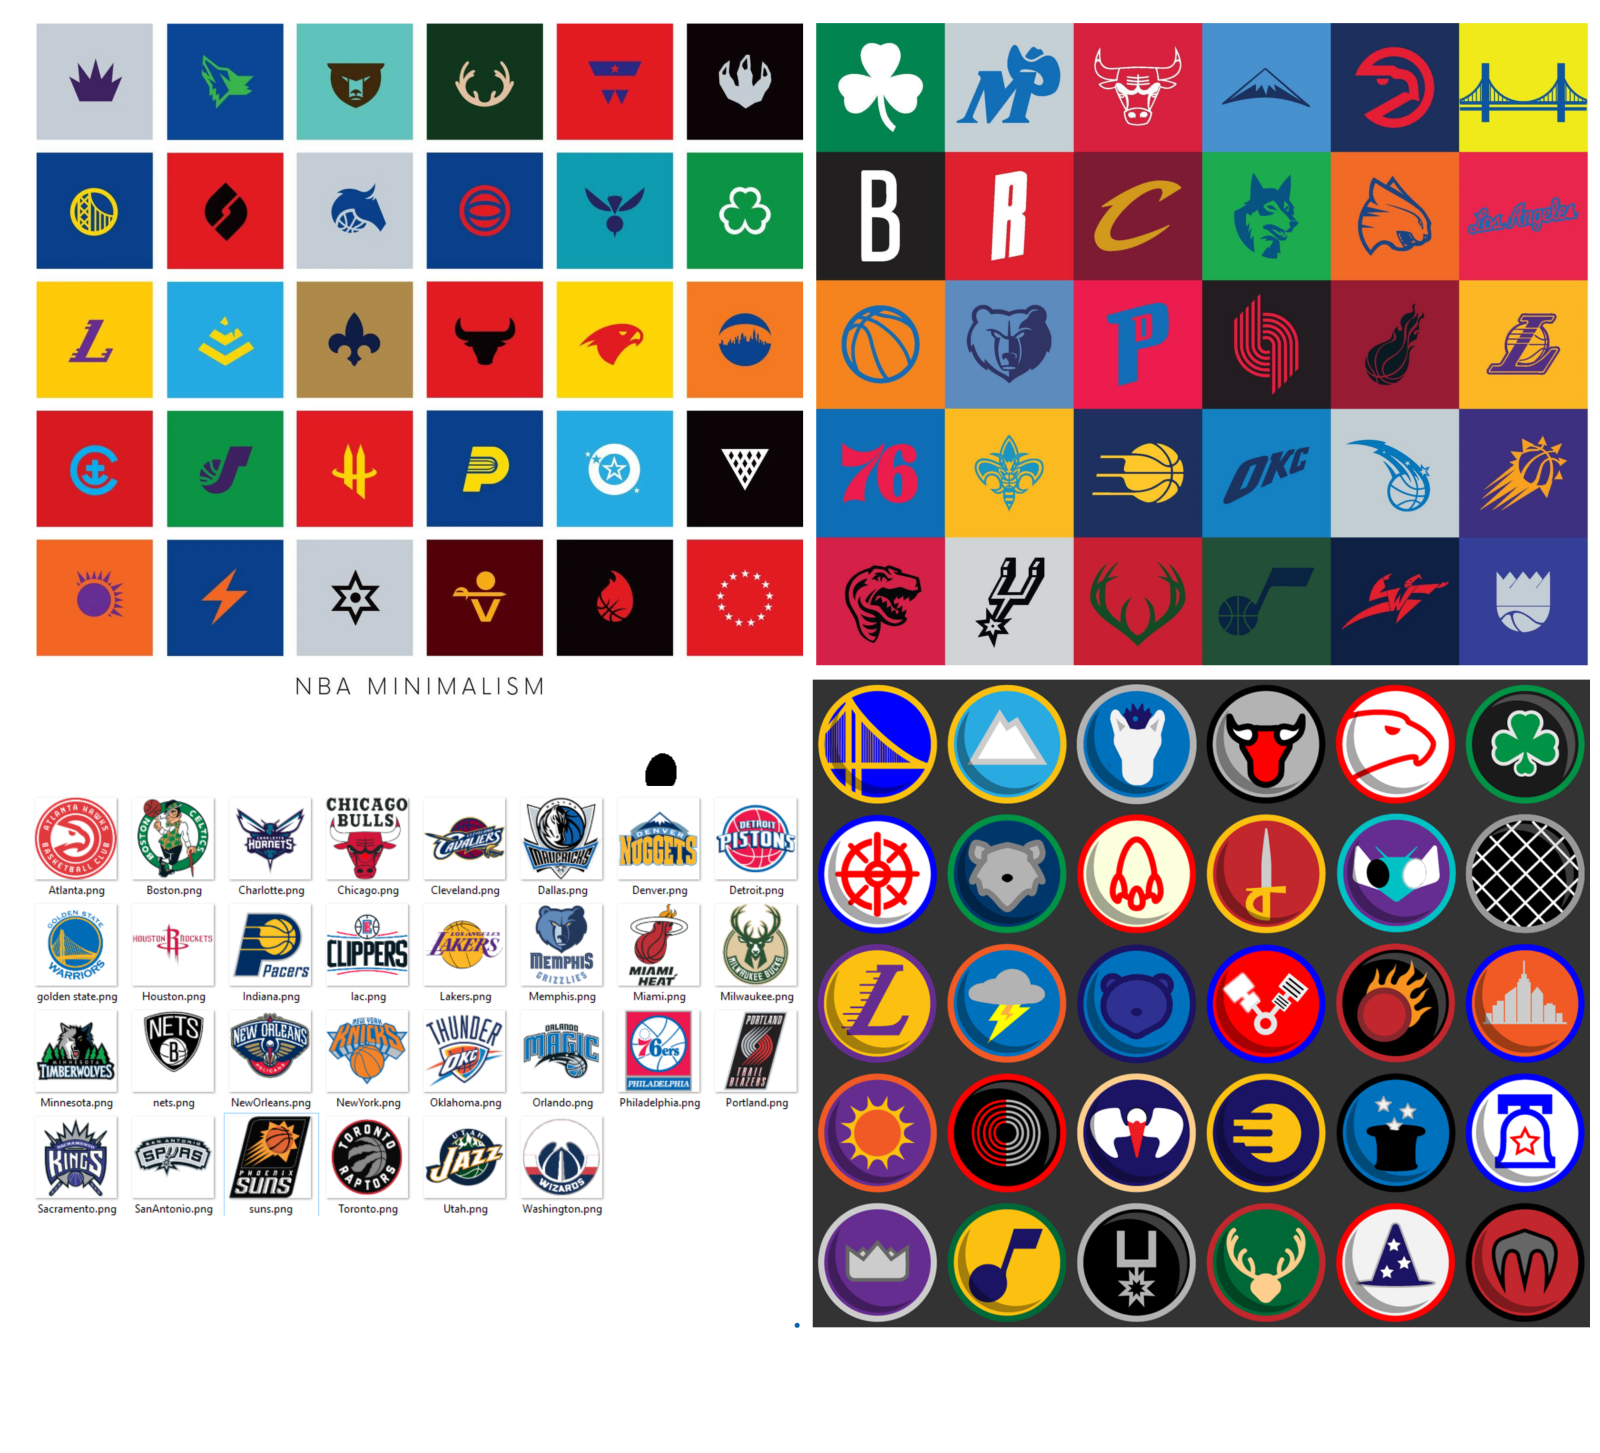 L
P
V
NBA MINIMALISM
MP
B
R
C
Los Angeles
PD
L
76
OKC
SWF
ATLANTA HAWKS
BASKETBALL CLUB
BOSTON CELTICS
CHARLOTTE
HORNETS
CHICAGO
BULLS
CAVALIERS
MAVERICKS
DENVER
NUGGETS
DETROIT
PISTONS
Atlanta.png
Boston.png
Charlotte.png
Chicago.png
Cleveland.png
Dallas.png
Denver.png
Detroit.png
GOLDEN STATE
WARRIORS
HOUSTON R ROCKETS
Pacers
CLIPPERS
LOS ANGELES
LAKERS
MEMPHIS
GRIZZLIES
MIAMI
HEAT
MILWAUKEE BUCKS
golden state.png
Houston.png
Indiana.png
lac.png
Lakers.png
Memphis.png
Miami.png
Milwaukee.png
MINNESOTA
TIMBERWOLVES
NETS
B
NEW ORLEANS
PELICANS
NEW YORK
KNICKS
THUNDER
OKC
ORLANDO
MAGIC
76ers
PHILADELPHIA
PORTLAND
TRAIL
BLAZERS
Minnesota.png
nets.png
NewOrleans.png
NewYork.png
Oklahoma.png
Orlando.png
Philadelphia.png
Portland.png
SACRAMENTO
KINGS
SAN ANTONIO
SPURS
PHOENIX
SUNS
TORONTO
RAPTORS
UTAH
JAZZ
WIZARDS
Sacramento.png
SanAntonio.png
suns.png
Toronto.png
Utah.png
Washington.png
L